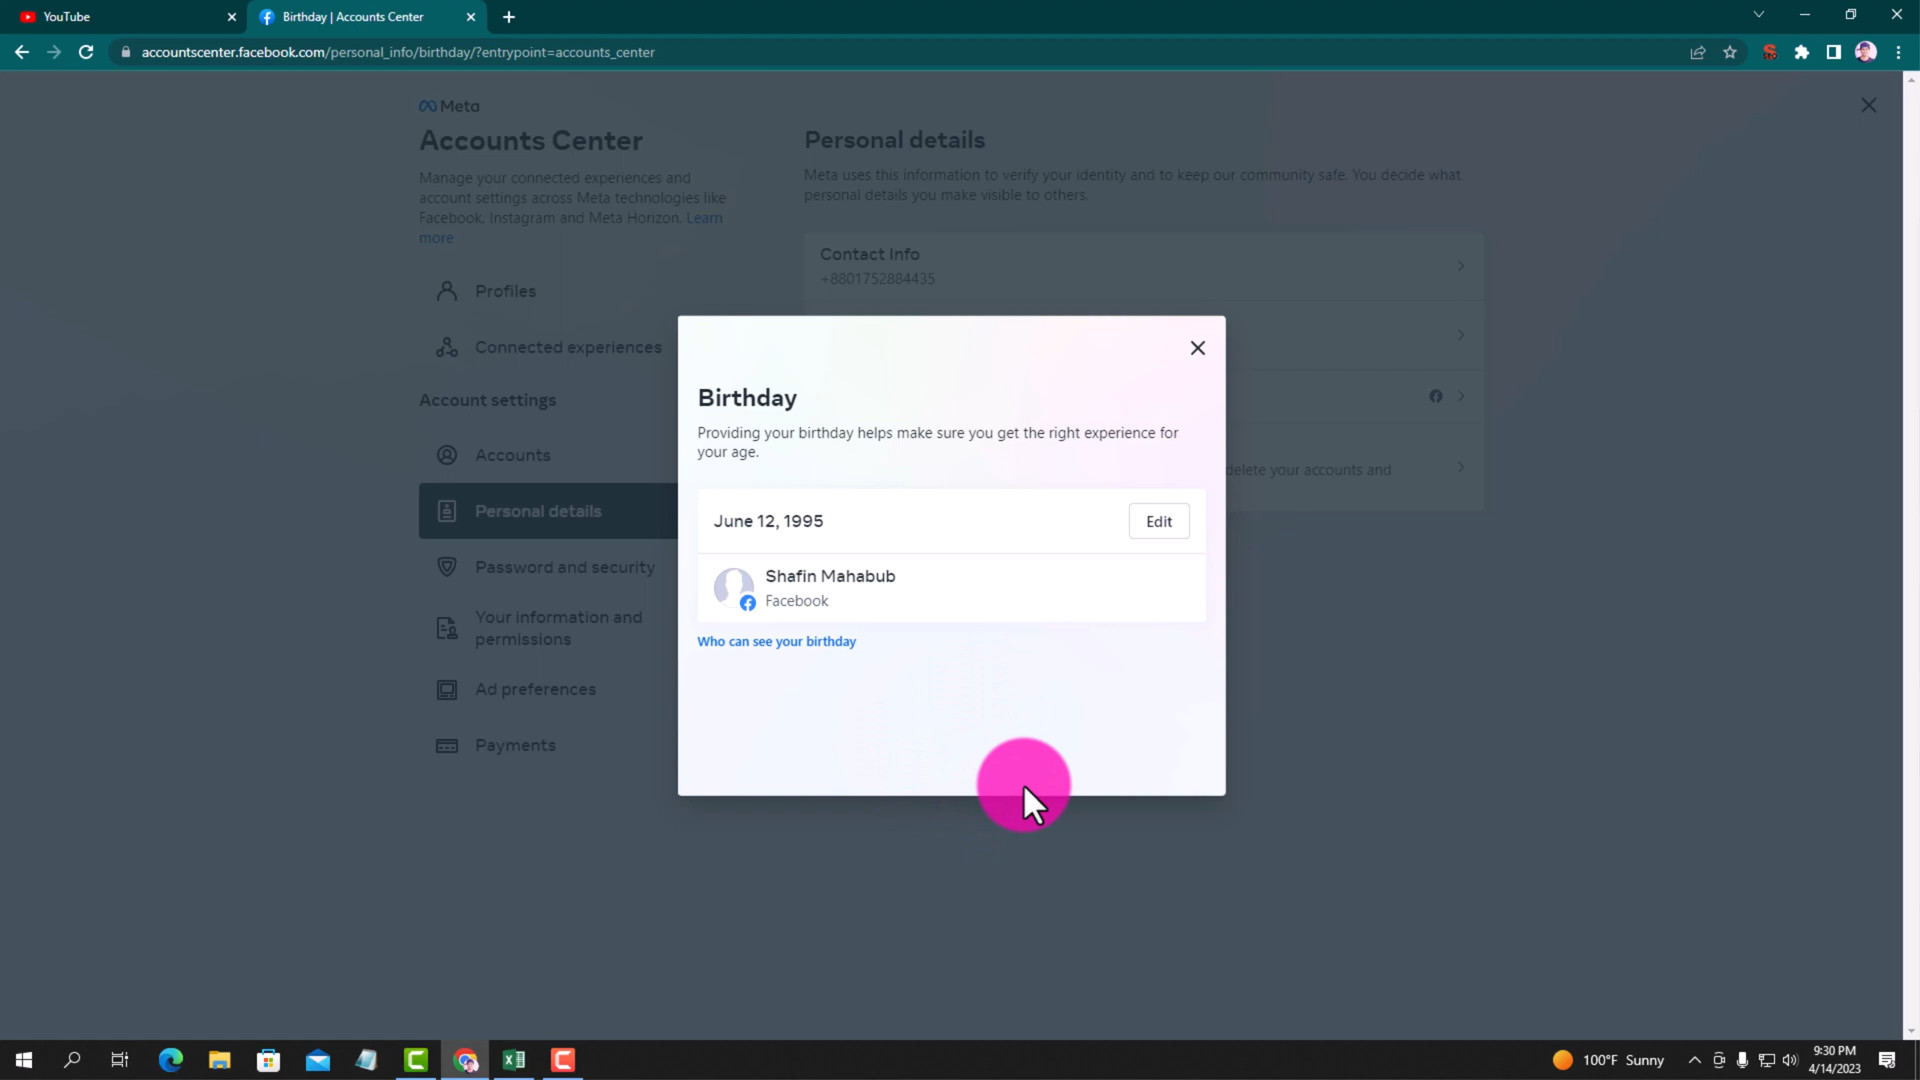 YouTube
Birthday | Accounts Center
accountscenter.facebook.com/personal_info/birthday/?entrypoint=accounts_center
Meta
Accounts Center
Manage your connected experiences and
account settings across Meta technologies like
Facebook, Instagram and Meta Horizon. Learn
more
Profiles
Connected experiences
Account settings
Accounts
Personal details
Password and security
Your information and
permissions
Ad preferences
Payments
Personal details
Meta uses this information to verify your identity and to keep our community safe. You decide what
personal details you make visible to others.
Contact Info
+8801752884435
delete your accounts and
Birthday
Providing your birthday helps make sure you get the right experience for
your age.
June 12, 1995
Edit
Shafin Mahabub
Facebook
Who can see your birthday
100°F Sunny
9:30 PM
4/14/2023